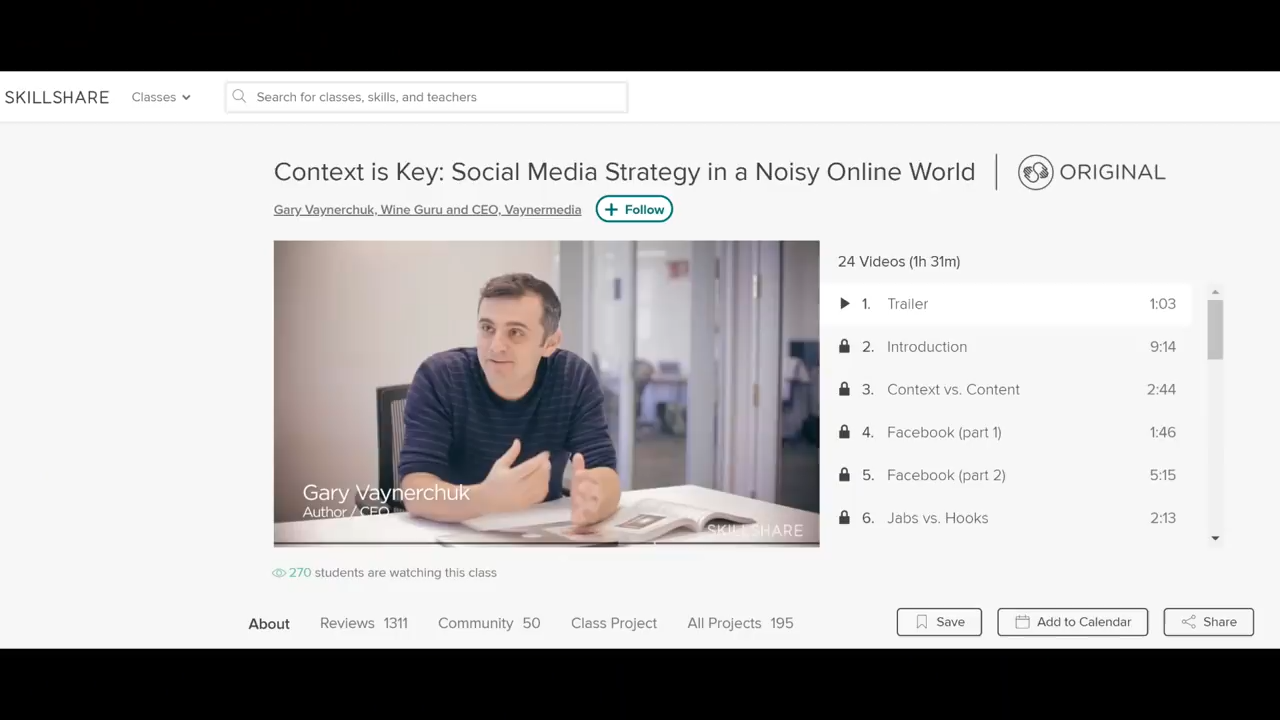 SKILLSHARE Classes Search for classes, skills, and teachers
Context is Key: Social Media Strategy in a Noisy Online World ORIGINAL
Gary Vaynerchuk, Wine Guru and CEO, Vaynermedia + Follow
24 Videos (1h 31m)
1. Trailer 1:03
2. Introduction 9:14
3. Context vs. Content 2:44
4. Facebook (part 1) 1:46
5. Facebook (part 2) 5:15
6. Jabs vs. Hooks 2:13
Gary Vaynerchuk
Author / CEO
SKILLSHARE
270 students are watching this class
About Reviews 1311 Community 50 Class Project All Projects 195 Save Add to Calendar Share